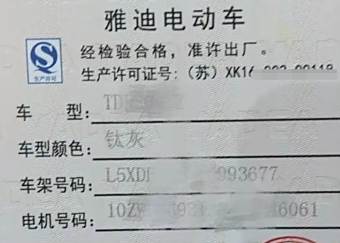 雅迪电动车
生产许可
经检验合格，准许出厂。
生产许可证号：（苏）XK16
车　　型：TD
车型颜色：钛灰
车架号码：L5XD 993677
电机号码：10Z 6061